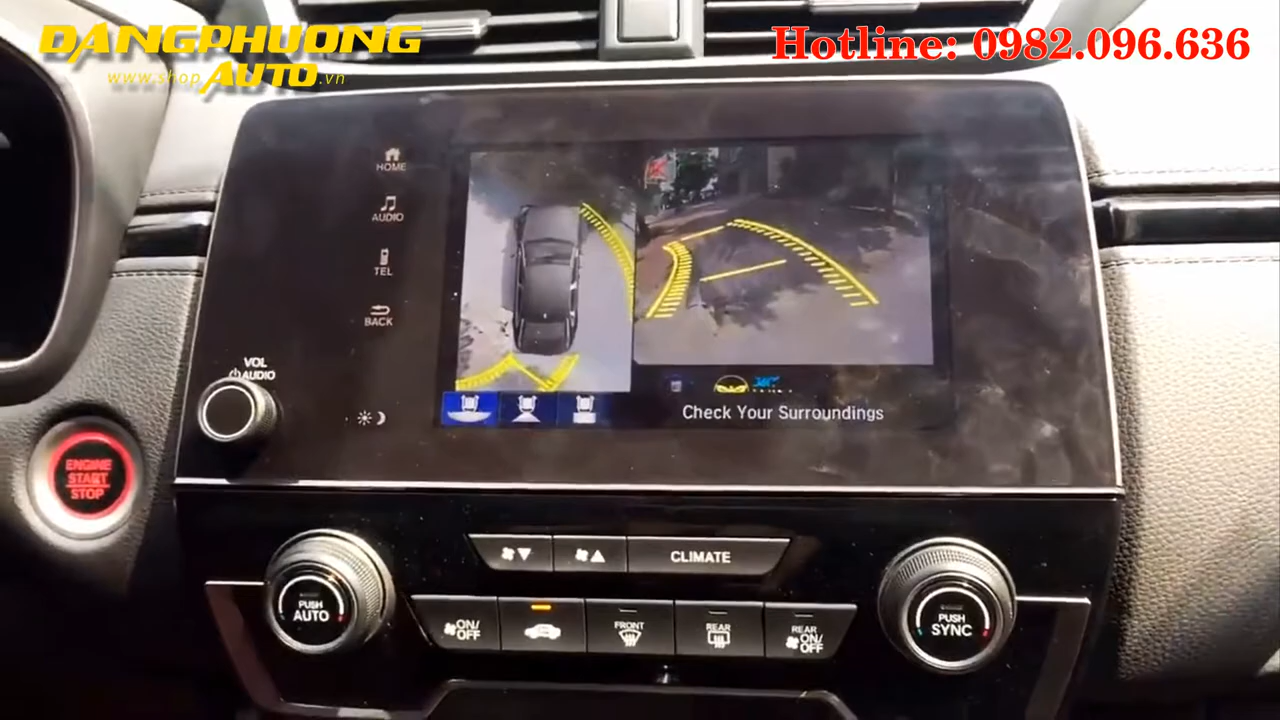 DANGPHUONG
AUTO
www.shop .vn
Hotline: 0982.096.636
HOME
AUDIO
TEL
BACK
VOL
AUDIO
Check Your Surroundings
ENGINE
START
STOP
CLIMATE
PUSH
AUTO
ON/
OFF
FRONT
REAR
REAR
ON/
OFF
PUSH
SYNC